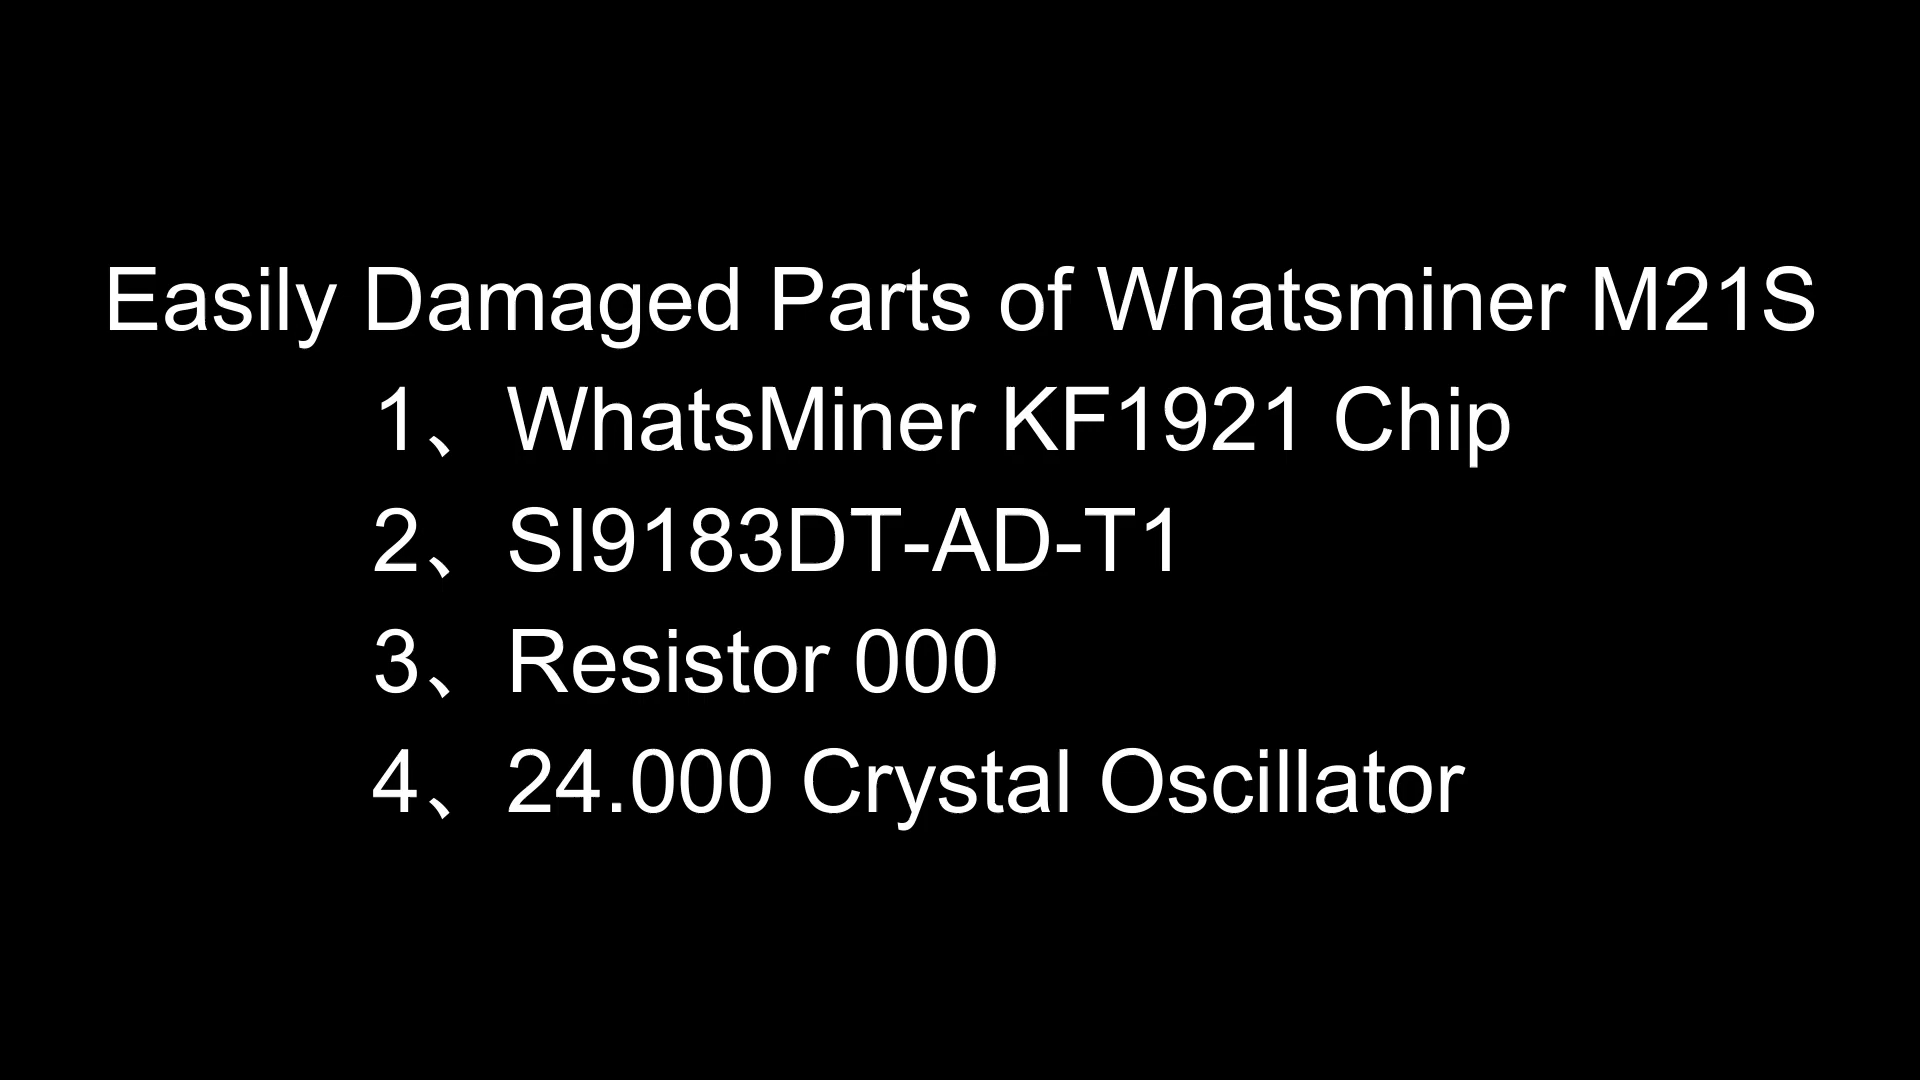 Easily Damaged Parts of Whatsminer M21S
1、WhatsMiner KF1921 Chip
2、SI9183DT-AD-T1
3、Resistor 000
4、24.000 Crystal Oscillator